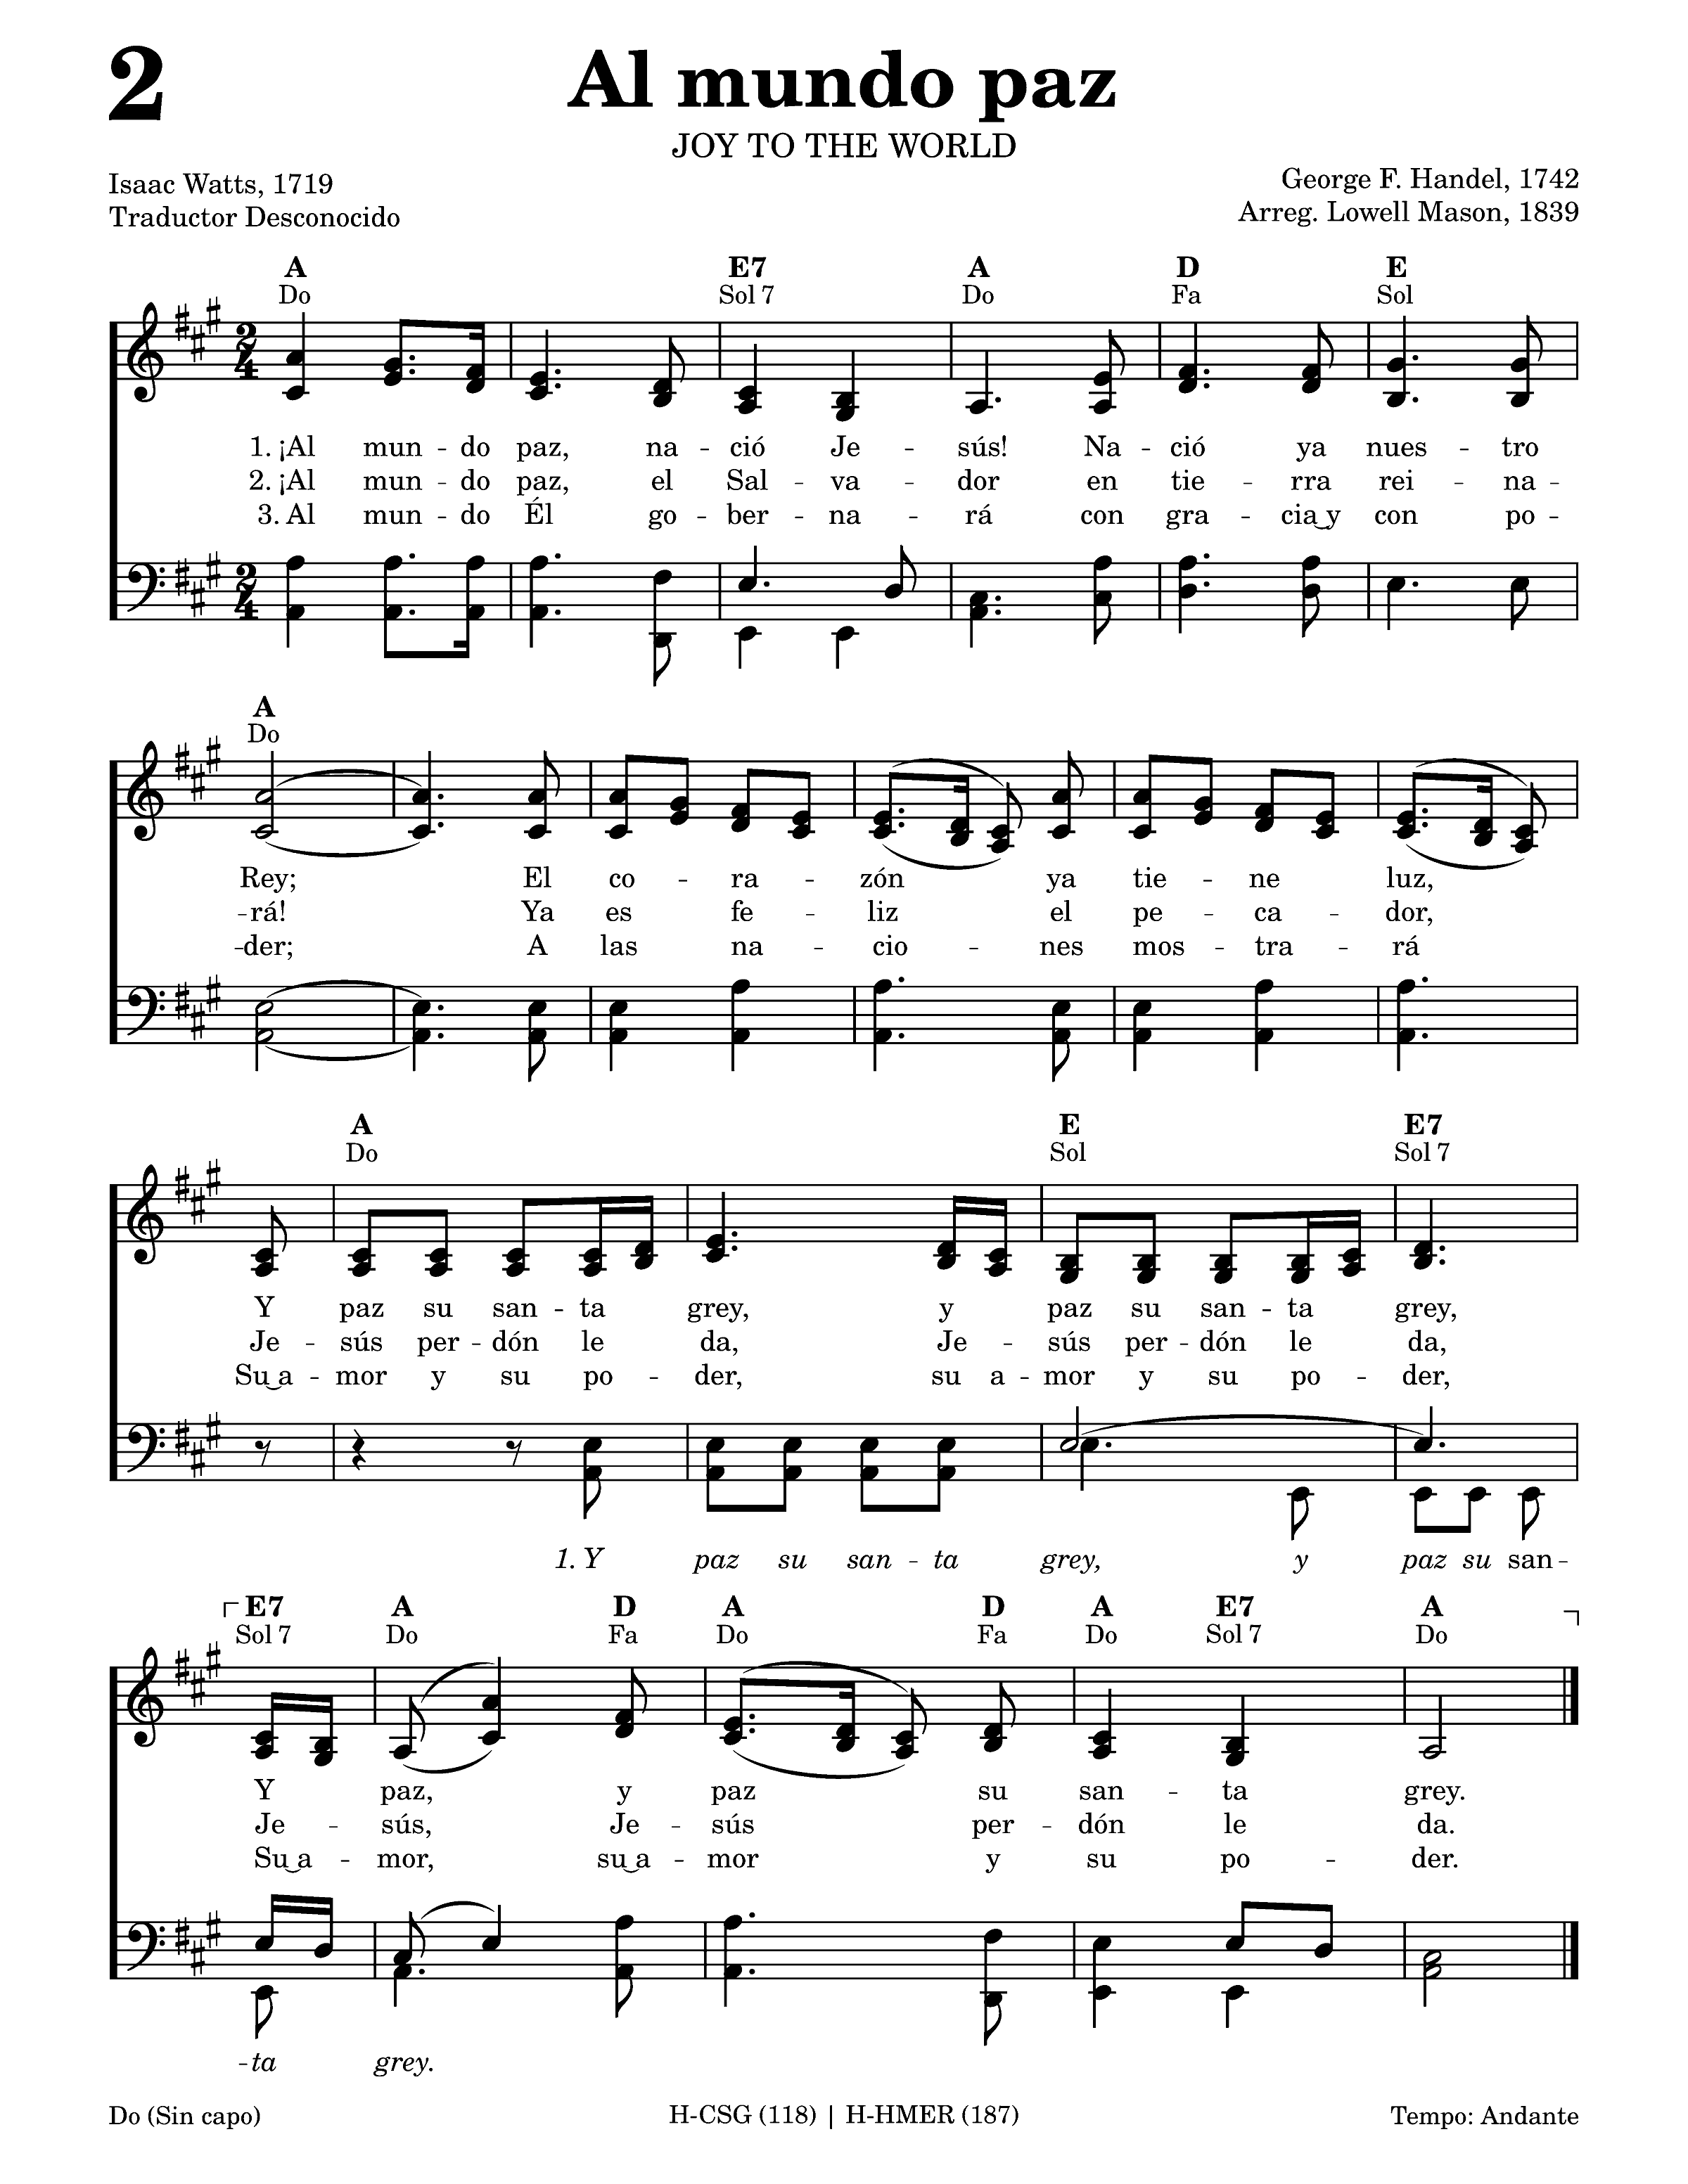 2
Al mundo paz
JOY TO THE WORLD
Isaac Watts, 1719
Traductor Desconocido
George F. Handel, 1742
Arreg. Lowell Mason, 1839
A E7 A D E
Do Sol 7 Do Fa Sol
2
4
1. ¡Al mun - do paz, na - ció Je - sús! Na - ció ya nues - tro
2. ¡Al mun - do paz, el Sal - va - dor en tie - rra rei - na -
3. Al mun - do Él go - ber - na - rá con gra - cia‿y con po -
2
4
A
Do
Rey; El co - ra - zón ya tie - ne luz,
- rá! Ya es fe - liz el pe - ca - dor,
- der; A las na - cio - nes mos - tra - rá
A E E7
Do Sol Sol 7
Y paz su san - ta grey, y paz su san - ta grey,
Je - sús per - dón le da, Je - sús per - dón le da,
Su‿a - mor y su po - der, su a - mor y su po - der,
1. Y paz su san - ta grey, y paz su san -
E7 A D A D A E7 A
Sol 7 Do Fa Do Fa Do Sol 7 Do
Y paz, y paz su san - ta grey.
Je - sús, Je - sús per - dón le da.
Su‿a - mor, su‿a - mor y su po - der.
- ta grey.
Do (Sin capo)
H-CSG (118) | H-HMER (187)
Tempo: Andante